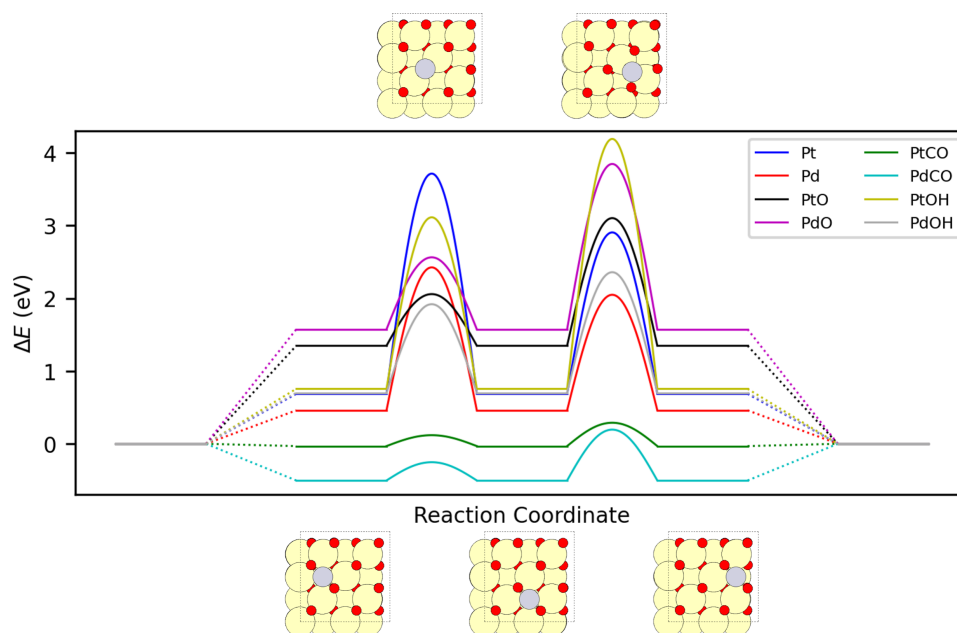 4
3
2
1
0
ΔE (eV)
Pt
Pd
PtO
PdO
PtCO
PdCO
PtOH
PdOH
Reaction Coordinate